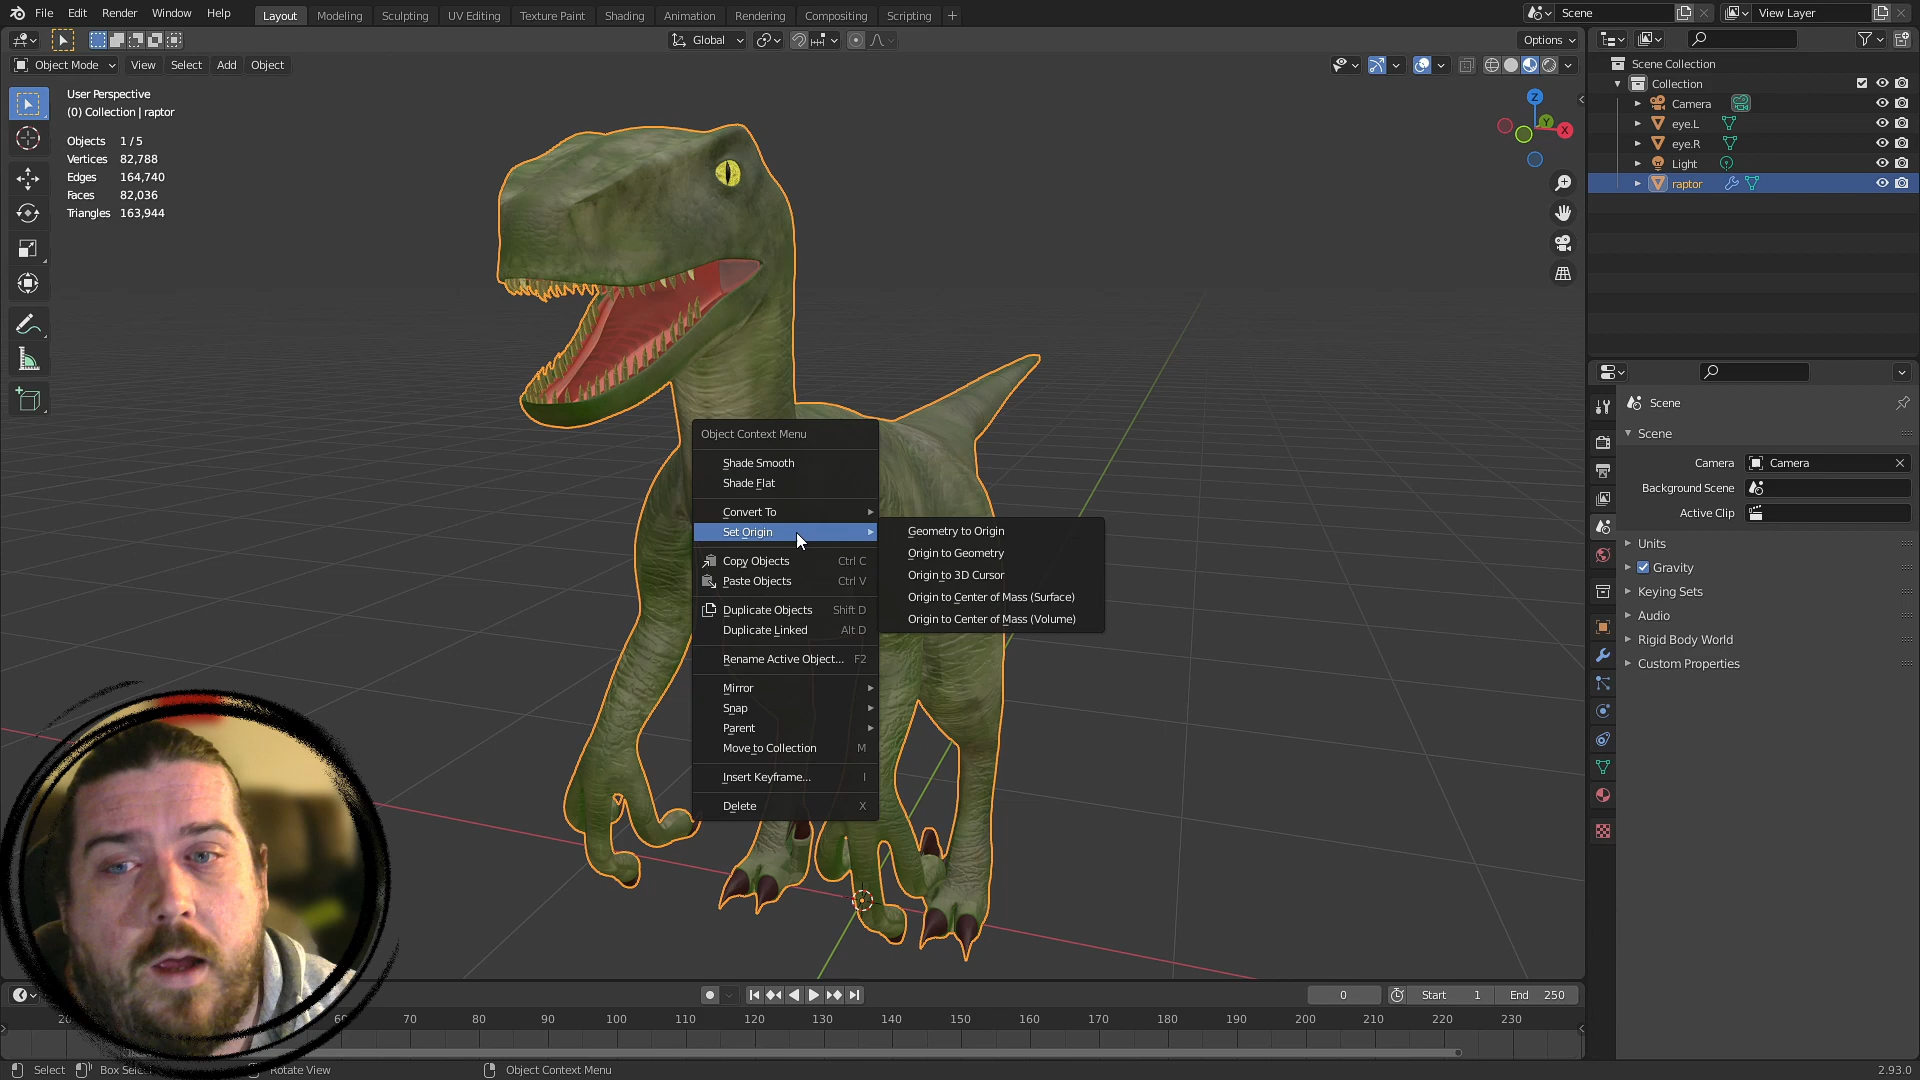 File Edit Render Window Help
Layout Modeling Sculpting UV Editing Texture Paint Shading Animation Rendering Compositing Scripting +
Scene
View Layer
Global
Options
Object Mode View Select Add Object
User Perspective
(0) Collection | raptor
Objects 1 / 5
Vertices 82,788
Edges 164,740
Faces 82,036
Triangles 163,944
Z
Y
X
Scene Collection
Collection
Camera
eye.L
eye.R
Light
raptor
Scene
Scene
Camera Camera
Background Scene
Active Clip
Units
Gravity
Keying Sets
Audio
Rigid Body World
Custom Properties
Object Context Menu
Shade Smooth
Shade Flat
Convert To
Set Origin
Copy Objects Ctrl C
Paste Objects Ctrl V
Duplicate Objects Shift D
Duplicate Linked Alt D
Rename Active Object... F2
Mirror
Snap
Parent
Move to Collection M
Insert Keyframe... I
Delete X
Geometry to Origin
Origin to Geometry
Origin to 3D Cursor
Origin to Center of Mass (Surface)
Origin to Center of Mass (Volume)
0 Start 1 End 250
60 70 80 90 100 110 120 130 140 150 160 170 180 190 200 210 220 230
Select Box Rotate View Object Context Menu 2.93.0